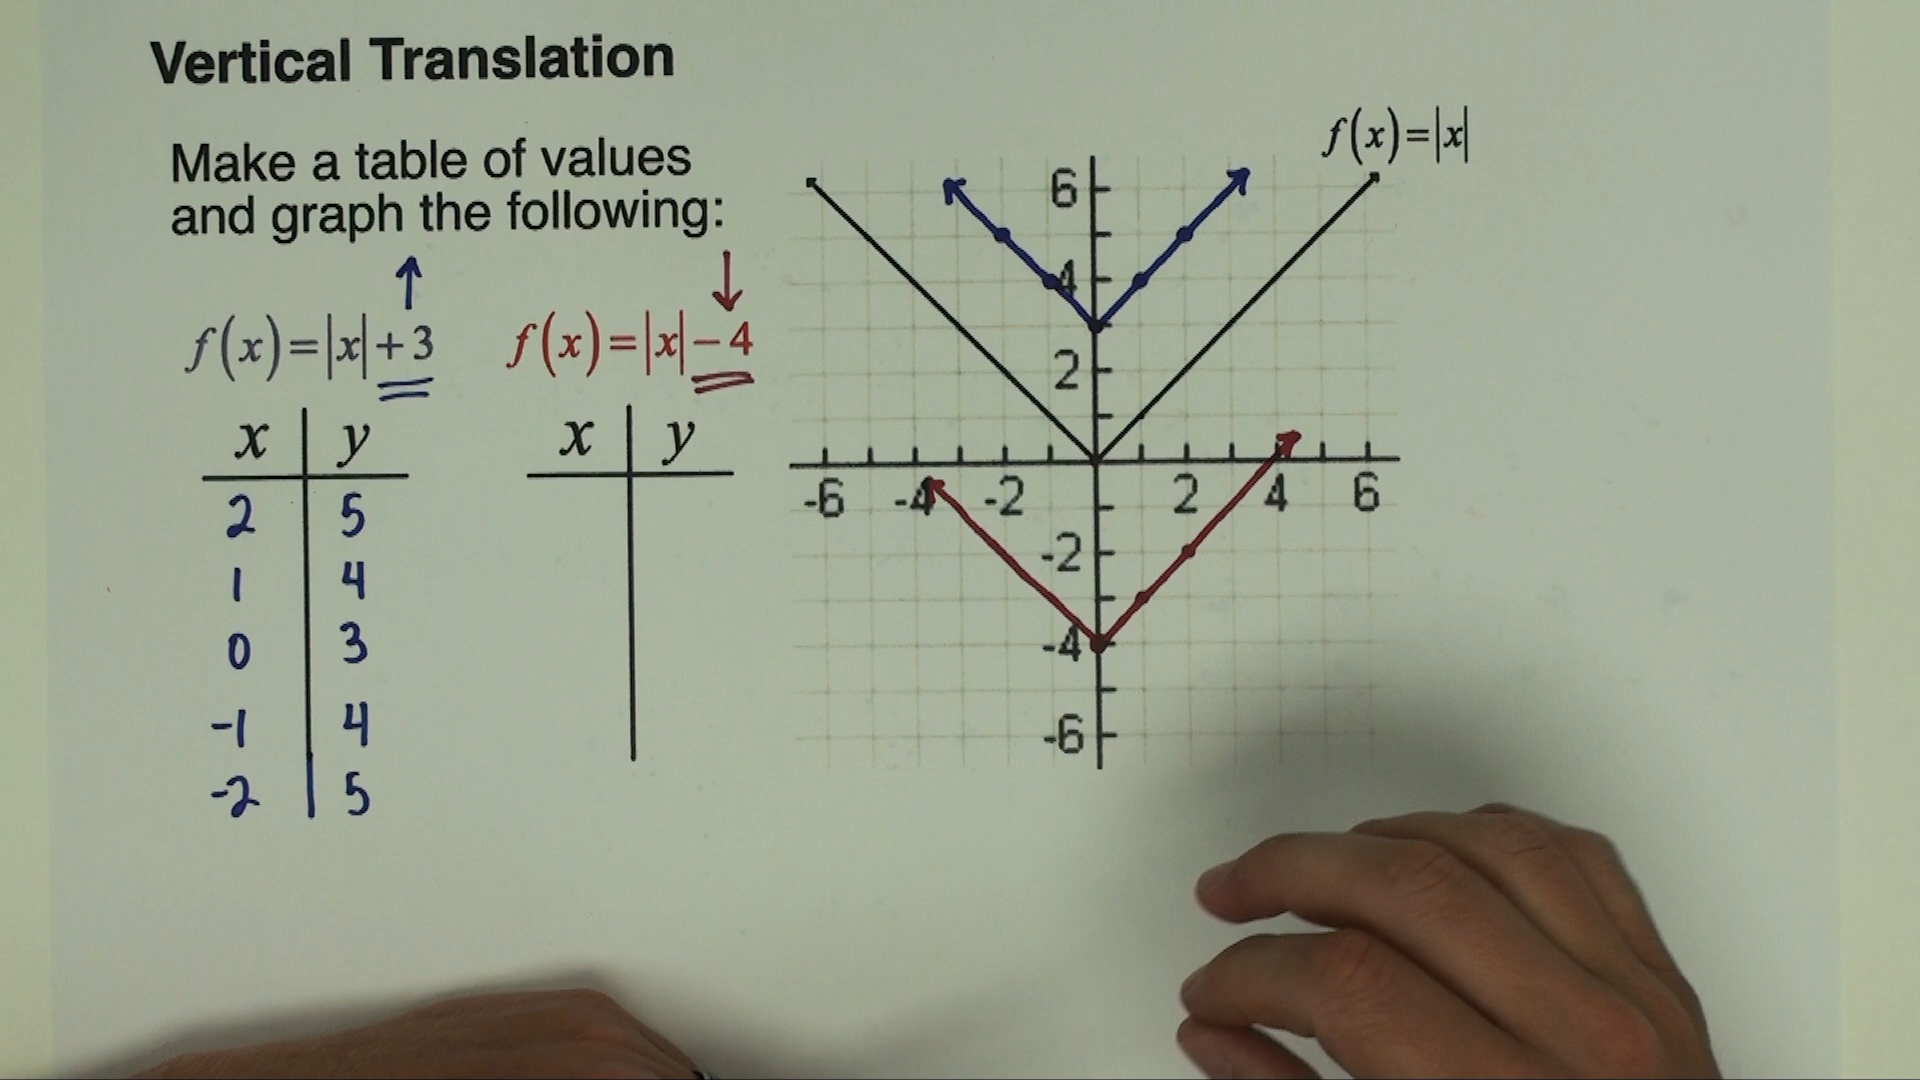 Vertical Translation
Make a table of values
and graph the following:
↑ ↓
f(x)=|x|+3 f(x)=|x|−4
x y x y
2 5
1 4
0 3
-1 4
-2 5
f(x)=|x|
6
4
2
-6 -4 -2 2 4 6
-2
-4
-6